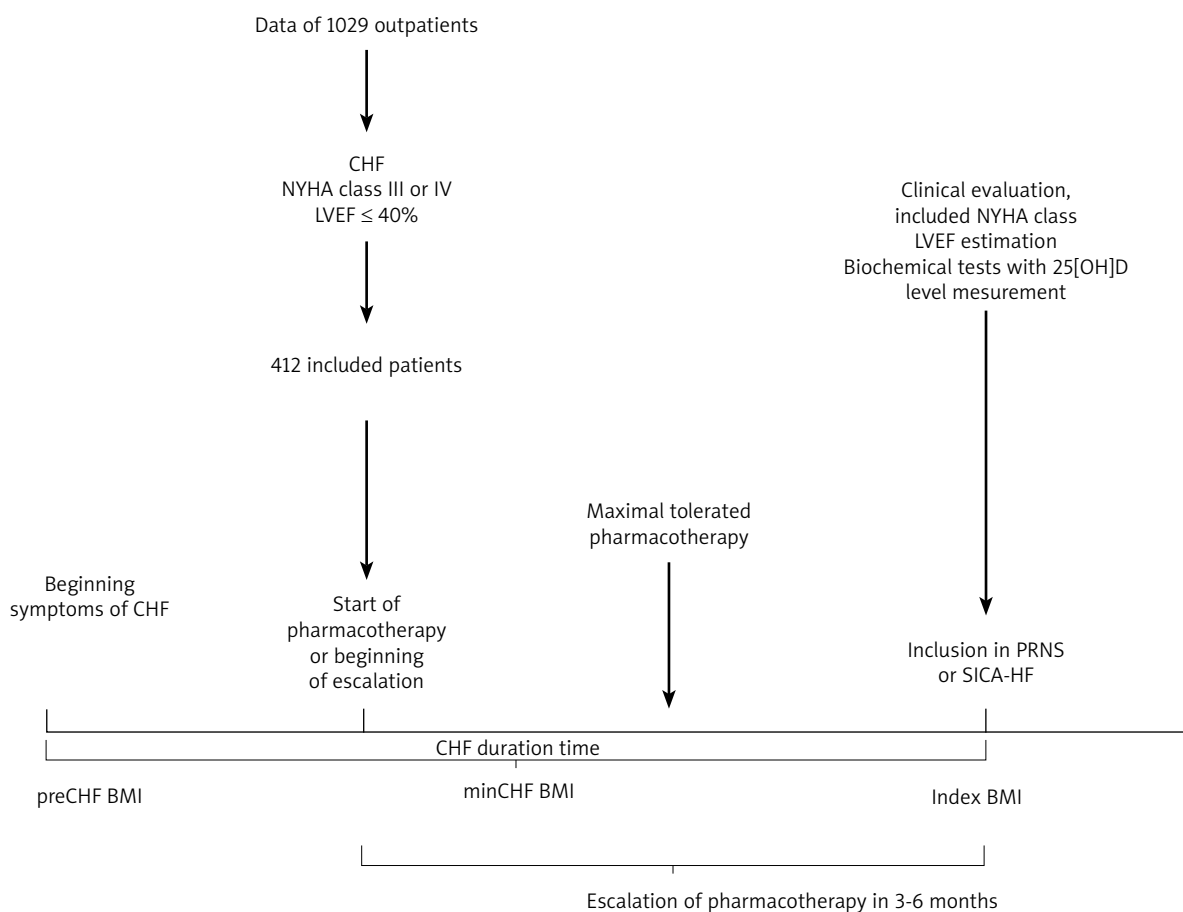 Data of 1029 outpatients
CHF
NYHA class III or IV
LVEF ≤ 40%
Clinical evaluation,
included NYHA class
LVEF estimation
Biochemical tests with 25[OH]D
level mesurement
412 included patients
Maximal tolerated
pharmacotherapy
Beginning
symptoms of CHF
Start of
pharmacotherapy
or beginning
of escalation
Inclusion in PRNS
or SICA-HF
CHF duration time
preCHF BMI
minCHF BMI
Index BMI
Escalation of pharmacotherapy in 3-6 months